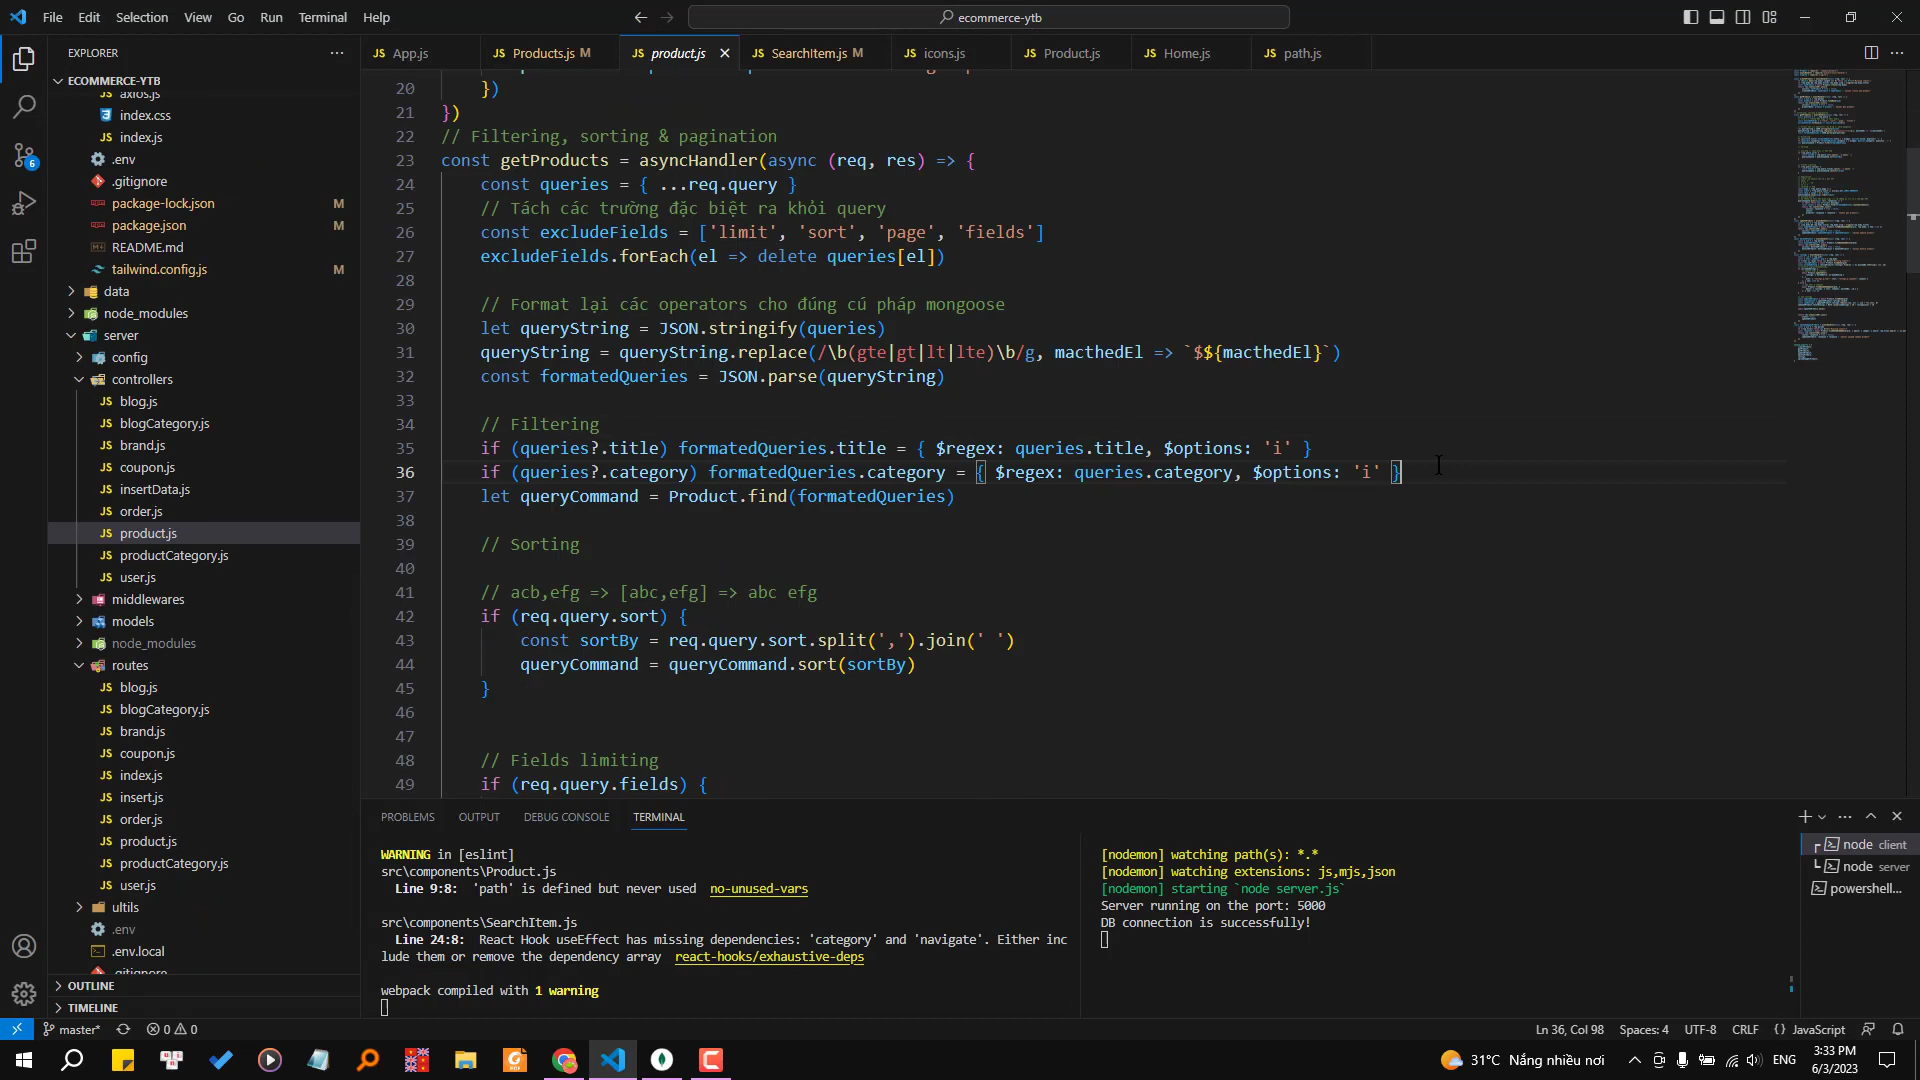 File Edit Selection View Go Run Terminal Help
ecommerce-ytb
EXPLORER
App.js
Products.js M
product.js
SearchItem.js M
icons.js
Product.js
Home.js
path.js
ECOMMERCE-YTB
axios.js
index.css
index.js
.env
.gitignore
package-lock.json M
package.json M
README.md
tailwind.config.js M
data
node_modules
server
config
controllers
blog.js
blogCategory.js
brand.js
coupon.js
insertData.js
order.js
product.js
productCategory.js
user.js
middlewares
models
node_modules
routes
blog.js
blogCategory.js
brand.js
coupon.js
index.js
insert.js
order.js
product.js
productCategory.js
user.js
ultils
.env
.env.local
.gitignore
OUTLINE
TIMELINE
20 })
21 })
22 // Filtering, sorting & pagination
23 const getProducts = asyncHandler(async (req, res) => {
24 const queries = { ...req.query }
25 // Tách các trường đặc biệt ra khỏi query
26 const excludeFields = ['limit', 'sort', 'page', 'fields']
27 excludeFields.forEach(el => delete queries[el])
28
29 // Format lại các operators cho đúng cú pháp mongoose
30 let queryString = JSON.stringify(queries)
31 queryString = queryString.replace(/\b(gte|gt|lt|lte)\b/g, macthedEl => `$${macthedEl}`)
32 const formatedQueries = JSON.parse(queryString)
33
34 // Filtering
35 if (queries?.title) formatedQueries.title = { $regex: queries.title, $options: 'i' }
36 if (queries?.category) formatedQueries.category = { $regex: queries.category, $options: 'i' }
37 let queryCommand = Product.find(formatedQueries)
38
39 // Sorting
40
41 // acb,efg => [abc,efg] => abc efg
42 if (req.query.sort) {
43 const sortBy = req.query.sort.split(',').join(' ')
44 queryCommand = queryCommand.sort(sortBy)
45 }
46
47
48 // Fields limiting
49 if (req.query.fields) {
PROBLEMS OUTPUT DEBUG CONSOLE TERMINAL
WARNING in [eslint]
src\components\Product.js
Line 9:8: 'path' is defined but never used no-unused-vars
src\components\SearchItem.js
Line 24:8: React Hook useEffect has missing dependencies: 'category' and 'navigate'. Either inc
lude them or remove the dependency array react-hooks/exhaustive-deps
webpack compiled with 1 warning
[nodemon] watching path(s): *.*
[nodemon] watching extensions: js,mjs,json
[nodemon] starting `node server.js`
Server running on the port: 5000
DB connection is successfully!
node client
node server
powershell...
6
master* 0 0
Ln 36, Col 98 Spaces: 4 UTF-8 CRLF JavaScript
31°C Nắng nhiều nơi
ENG
3:33 PM
6/3/2023